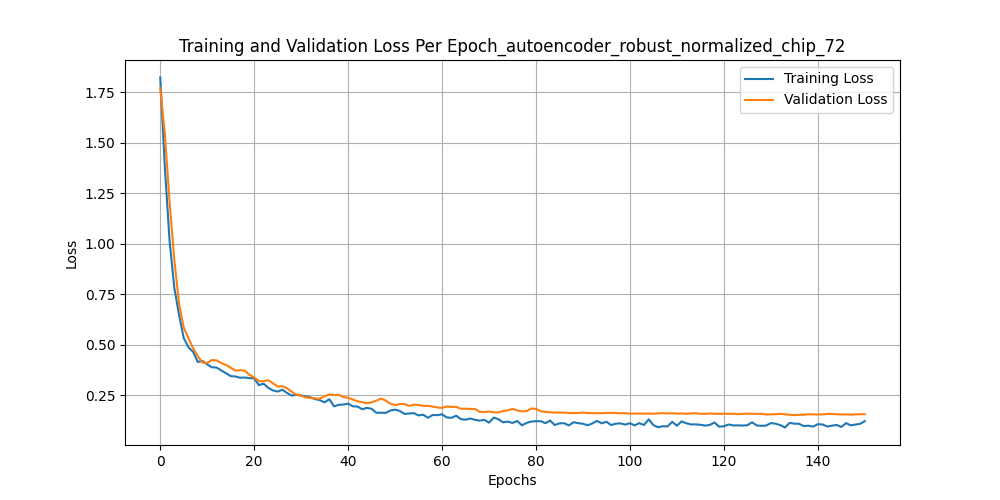 Training and Validation Loss Per Epoch_autoencoder_robust_normalized_chip_72
Training Loss
Validation Loss
1.75
1.50
1.25
1.00
0.75
0.50
0.25
Loss
0 20 40 60 80 100 120 140
Epochs